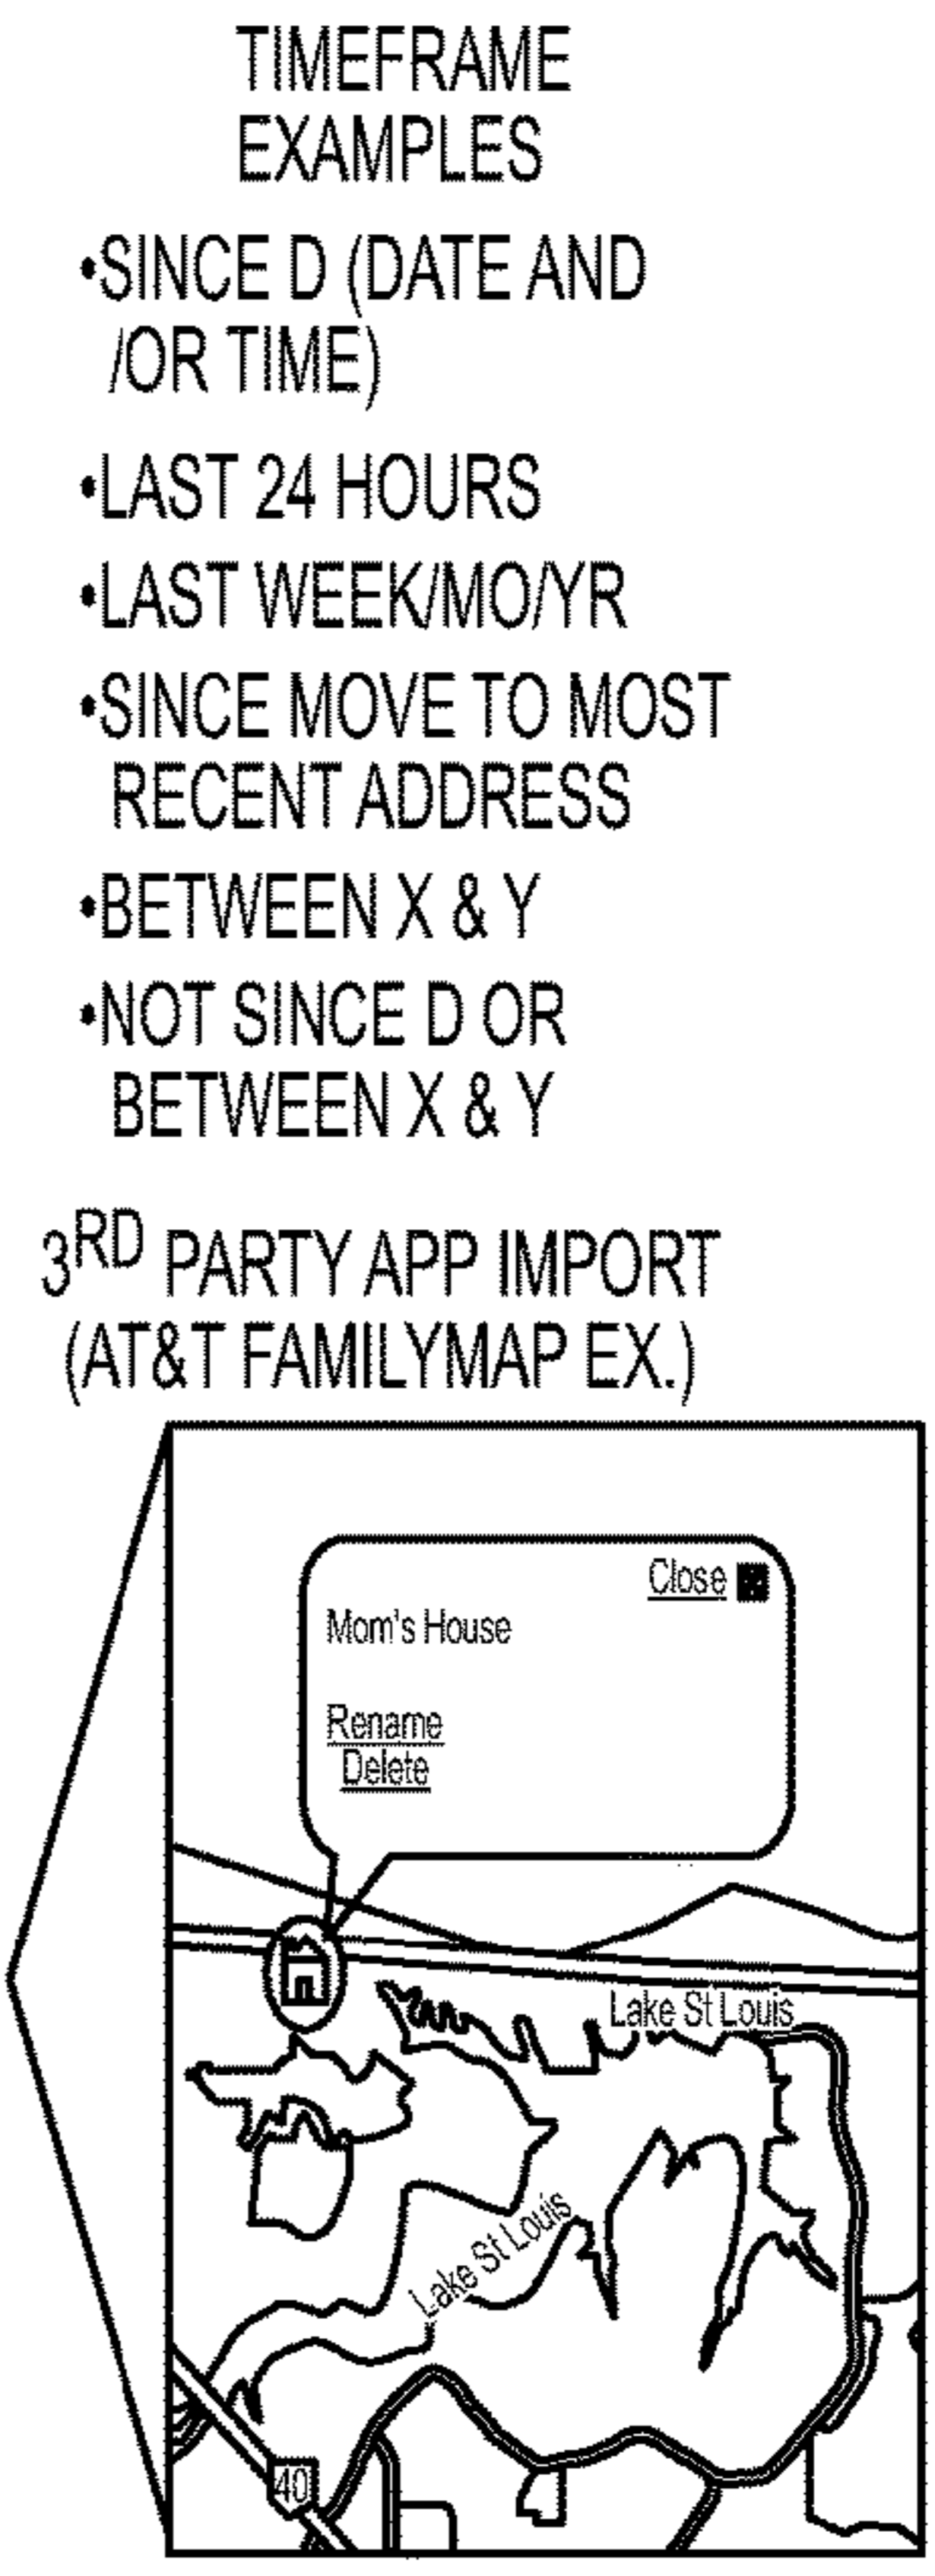 TIMEFRAME
EXAMPLES
•SINCE D (DATE AND
/OR TIME)
•LAST 24 HOURS
•LAST WEEK/MO/YR
•SINCE MOVE TO MOST
RECENT ADDRESS
•BETWEEN X & Y
•NOT SINCE D OR
BETWEEN X & Y
3RD PARTY APP IMPORT
(AT&T FAMILYMAP EX.)
Close
Mom's House
Rename
Delete
Lake St Louis
Lake St Louis
40